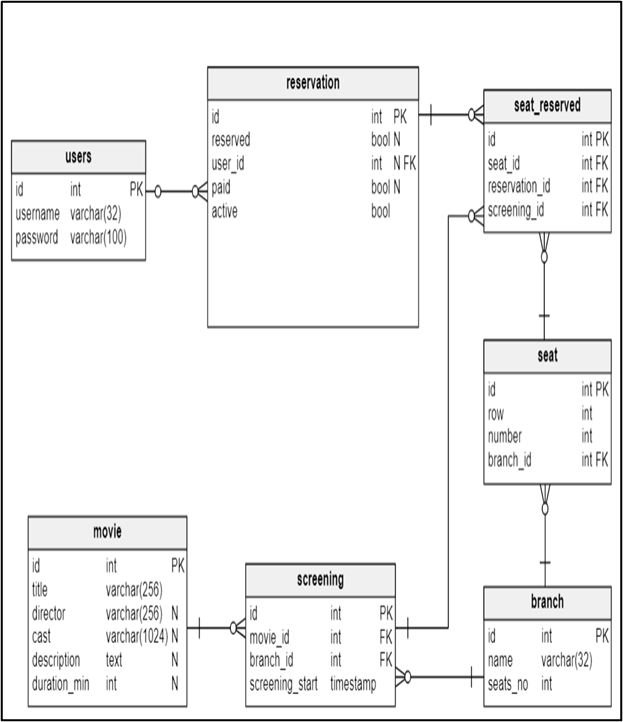 reservation
id int PK
reserved bool N
user_id int N FK
paid bool N
active bool
seat_reserved
id int PK
seat_id int FK
reservation_id int FK
screening_id int FK
users
id int PK
username varchar(32)
password varchar(100)
seat
id int PK
row int
number int
branch_id int FK
movie
id int PK
title varchar(256)
director varchar(256) N
cast varchar(1024) N
description text N
duration_min int N
screening
id int PK
movie_id int FK
branch_id int FK
screening_start timestamp
branch
id int PK
name varchar(32)
seats_no int